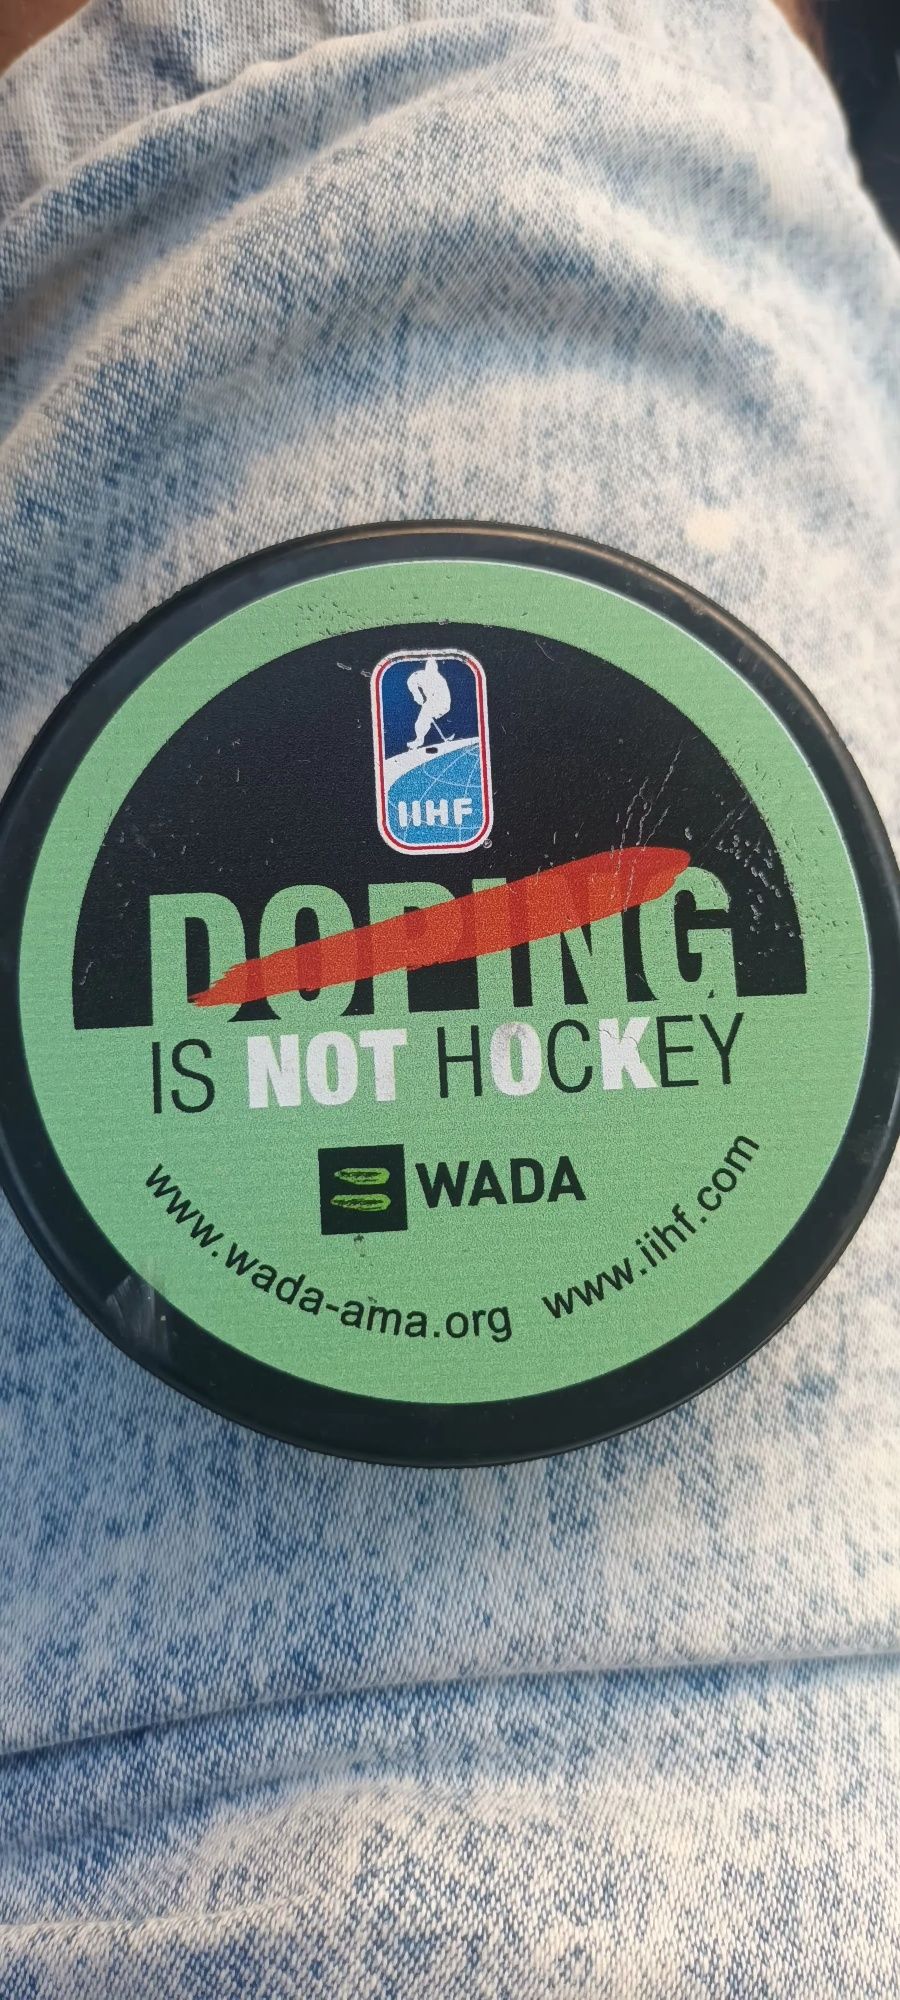 IIHF
DOPING
IS NOT HOCKEY
WADA
www.wada-ama.org www.iihf.com